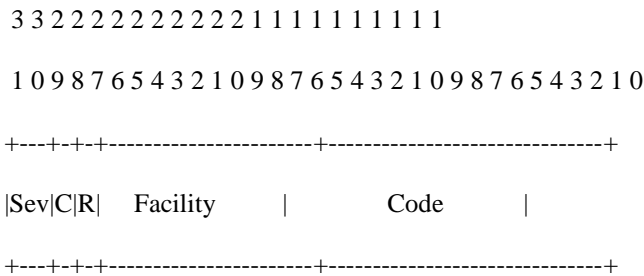 3 3 2 2 2 2 2 2 2 2 2 2 1 1 1 1 1 1 1 1 1 1
1 0 9 8 7 6 5 4 3 2 1 0 9 8 7 6 5 4 3 2 1 0 9 8 7 6 5 4 3 2 1 0
+---+-+-+-----------------------+-------------------------------+
|Sev|C|R| Facility | Code |
+---+-+-+-----------------------+-------------------------------+